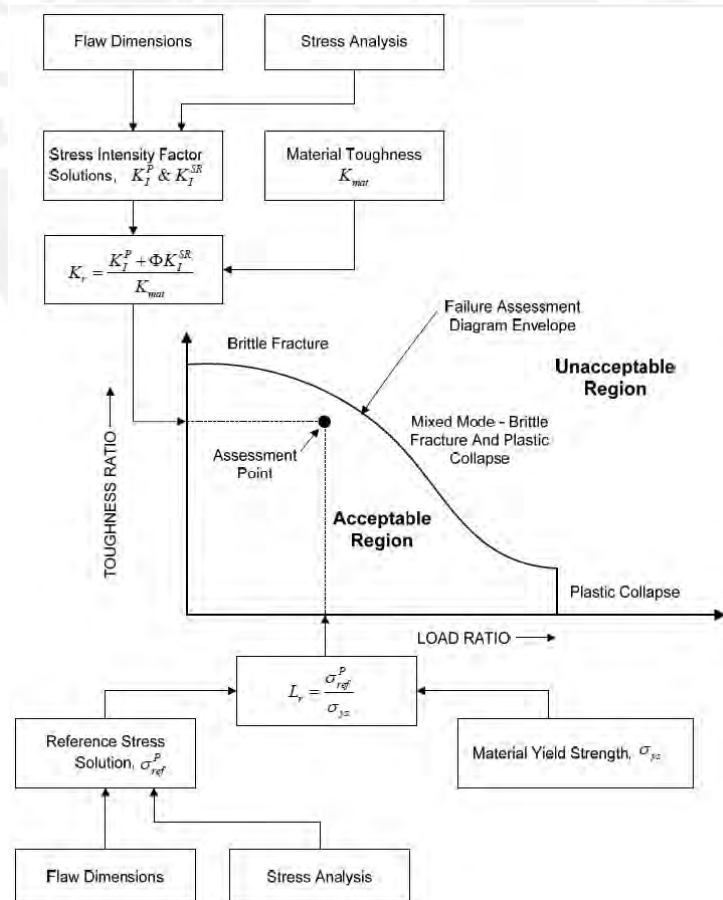 Flaw Dimensions
Stress Analysis
Stress Intensity Factor
Solutions, K_I^P & K_I^SR
Material Toughness
K_mat
K_r = (K_I^P + ΦK_I^SR) / K_mat
Failure Assessment
Diagram Envelope
Brittle Fracture
Unacceptable
Region
Mixed Mode - Brittle
Fracture And Plastic
Collapse
Assessment
Point
TOUGHNESS RATIO
Acceptable
Region
Plastic Collapse
LOAD RATIO
L_r = σ_ref^P / σ_ys
Reference Stress
Solution, σ_ref^P
Material Yield Strength, σ_ys
Flaw Dimensions
Stress Analysis